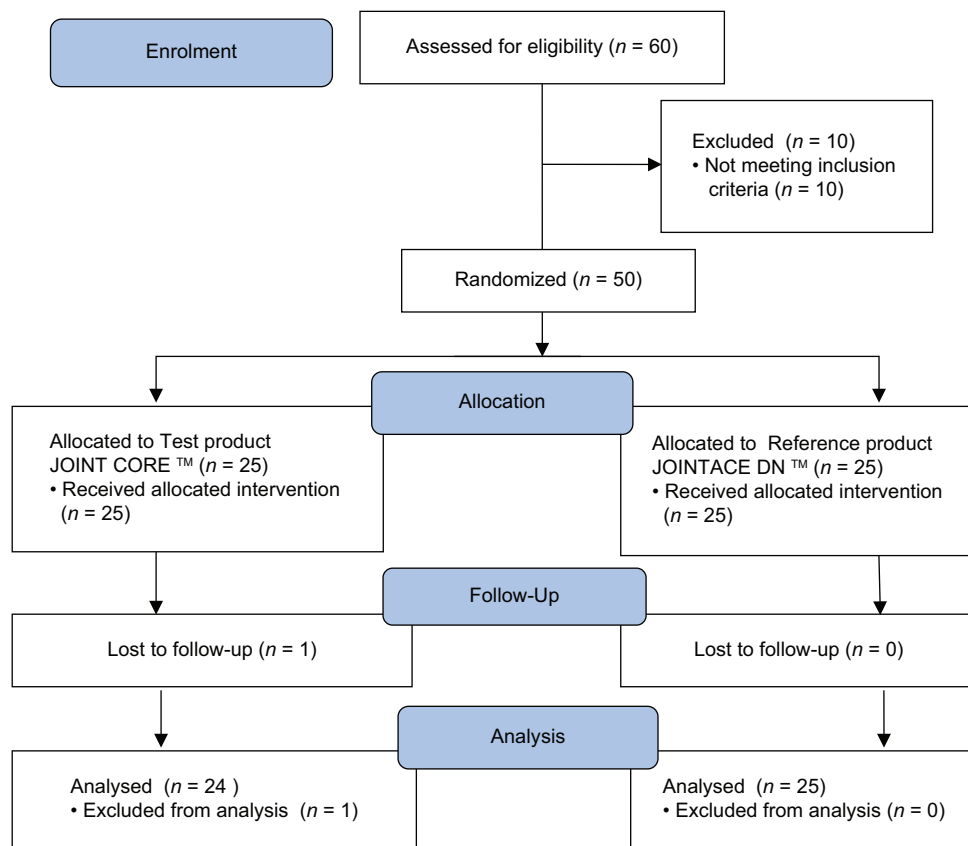 Enrolment
Assessed for eligibility (n = 60)
Excluded (n = 10)
• Not meeting inclusion
criteria (n = 10)
Randomized (n = 50)
Allocation
Allocated to Test product
JOINT CORE ™ (n = 25)
• Received allocated intervention
(n = 25)
Allocated to Reference product
JOINTACE DN ™ (n = 25)
• Received allocated intervention
(n = 25)
Follow-Up
Lost to follow-up (n = 1)
Lost to follow-up (n = 0)
Analysis
Analysed (n = 24 )
• Excluded from analysis (n = 1)
Analysed (n = 25)
• Excluded from analysis (n = 0)